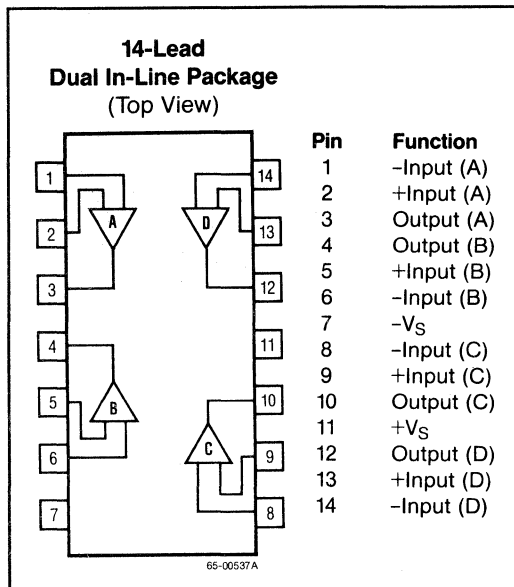 14-Lead
Dual In-Line Package
(Top View)
1
2
3
4
5
6
7
14
13
12
11
10
9
8
A
D
B
C
65-00537A
Pin Function
1 –Input (A)
2 +Input (A)
3 Output (A)
4 Output (B)
5 +Input (B)
6 –Input (B)
7 –VS
8 –Input (C)
9 +Input (C)
10 Output (C)
11 +VS
12 Output (D)
13 +Input (D)
14 –Input (D)